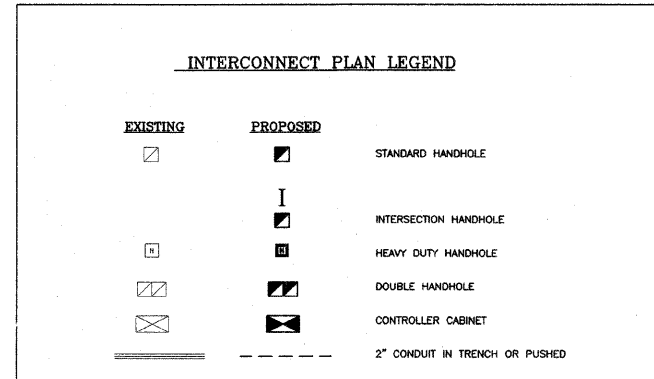 INTERCONNECT PLAN LEGEND
EXISTING PROPOSED
STANDARD HANDHOLE
I
INTERSECTION HANDHOLE
H H HEAVY DUTY HANDHOLE
DOUBLE HANDHOLE
CONTROLLER CABINET
2" CONDUIT IN TRENCH OR PUSHED